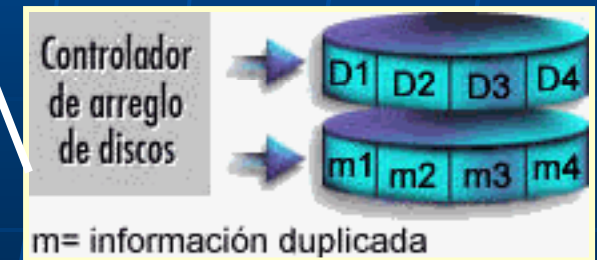 Controlador
de arreglo
de discos
D1 D2 D3 D4
m1 m2 m3 m4
m= información duplicada